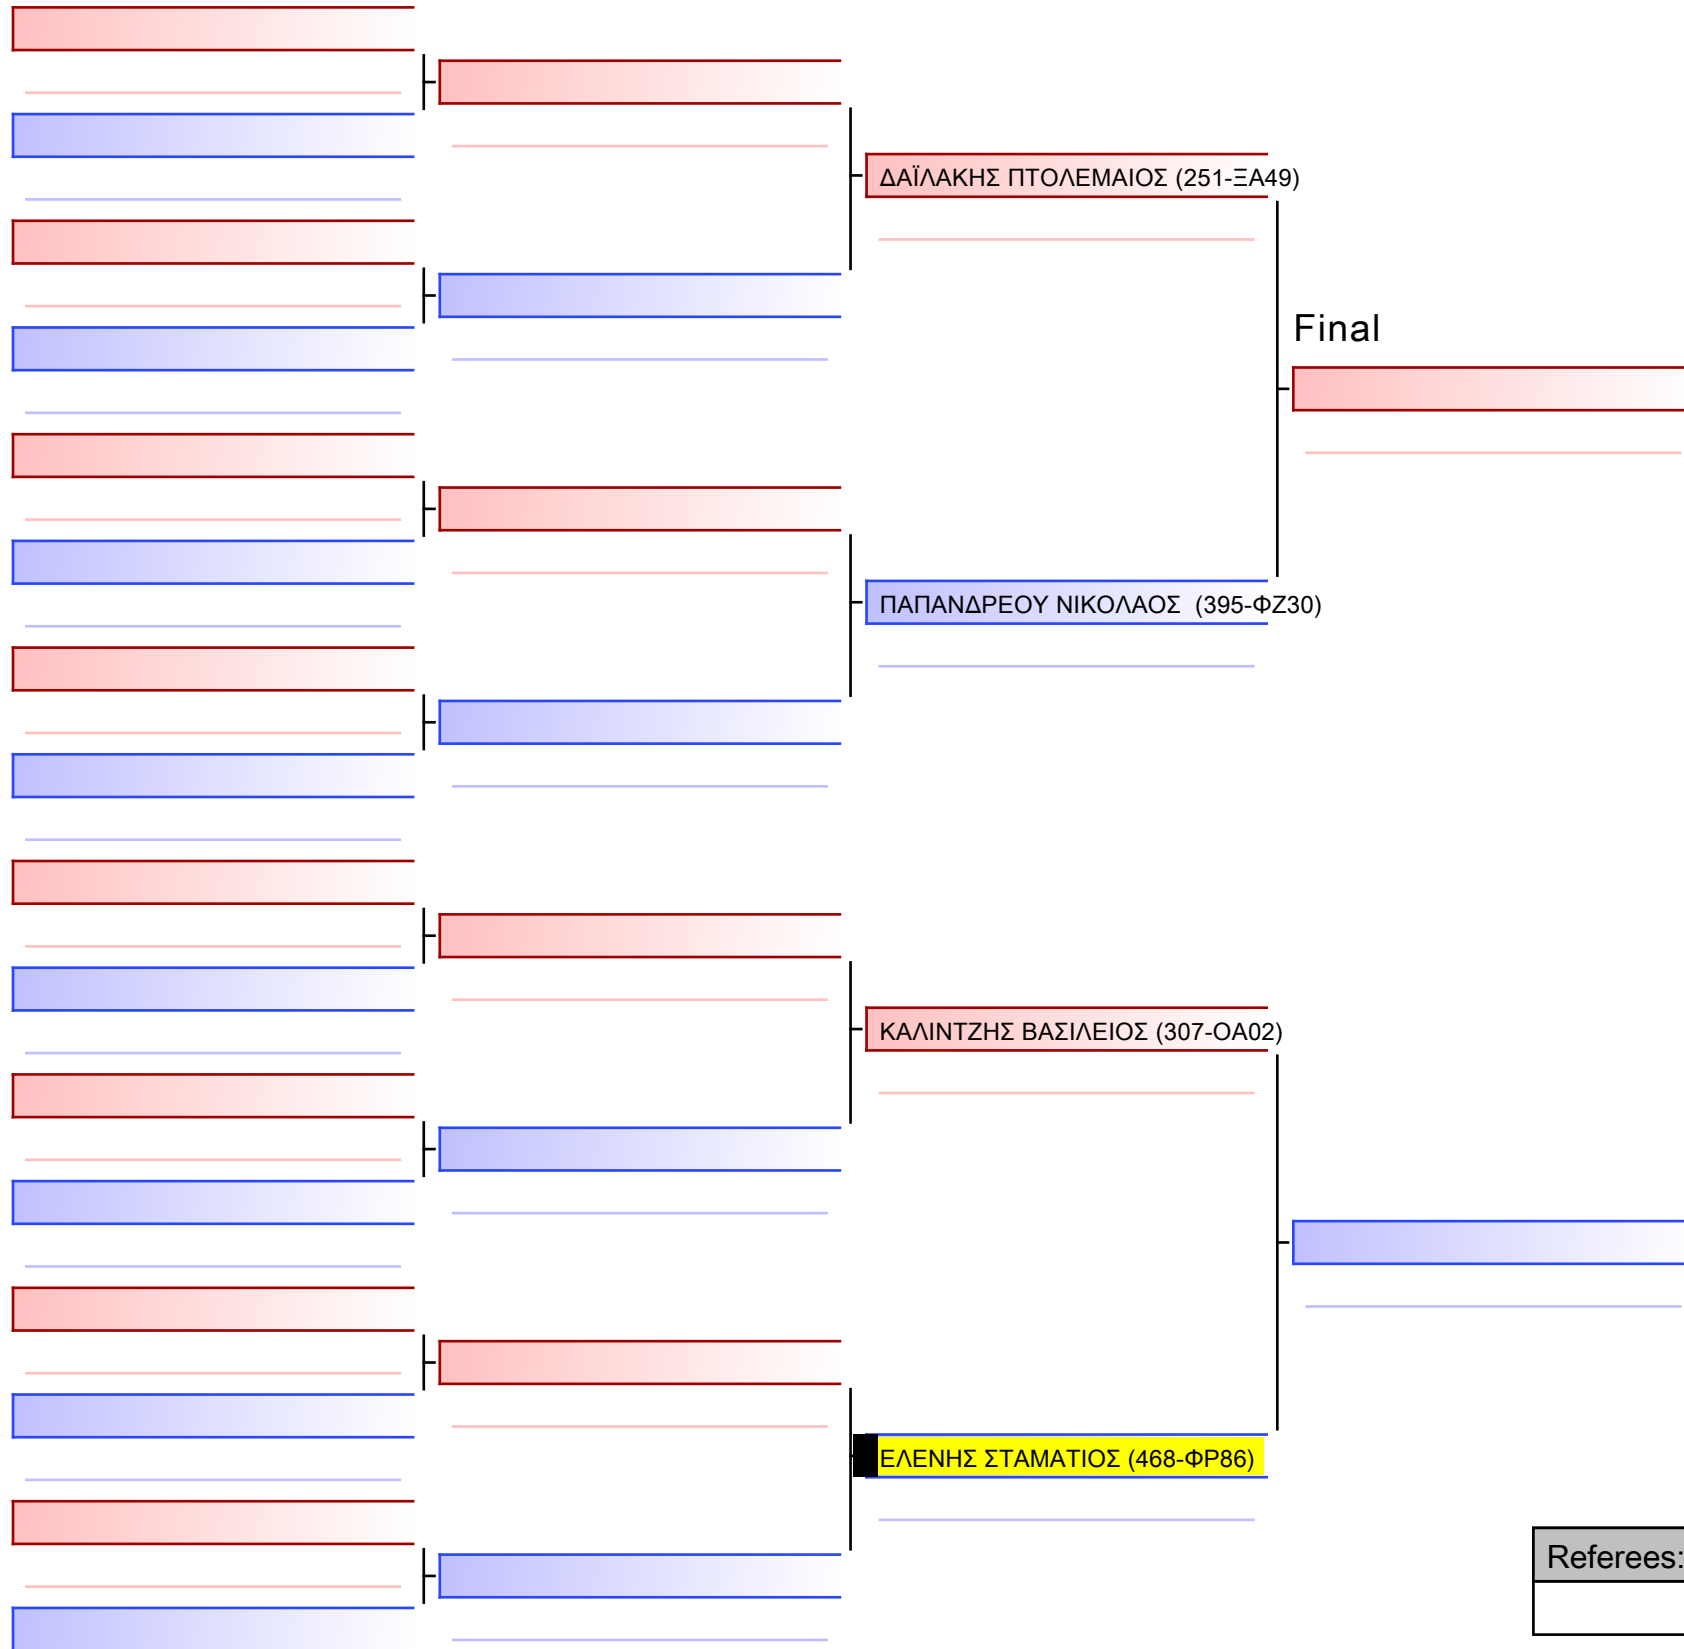 ΔΑΪΛΑΚΗΣ ΠΤΟΛΕΜΑΙΟΣ (251-ΞΑ49)
Final
ΠΑΠΑΝΔΡΕΟΥ ΝΙΚΟΛΑΟΣ (395-ΦΖ30)
ΚΑΛΙΝΤΖΗΣ ΒΑΣΙΛΕΙΟΣ (307-ΟΑ02)
ΕΛΕΝΗΣ ΣΤΑΜΑΤΙΟΣ (468-ΦΡ86)
Referees: